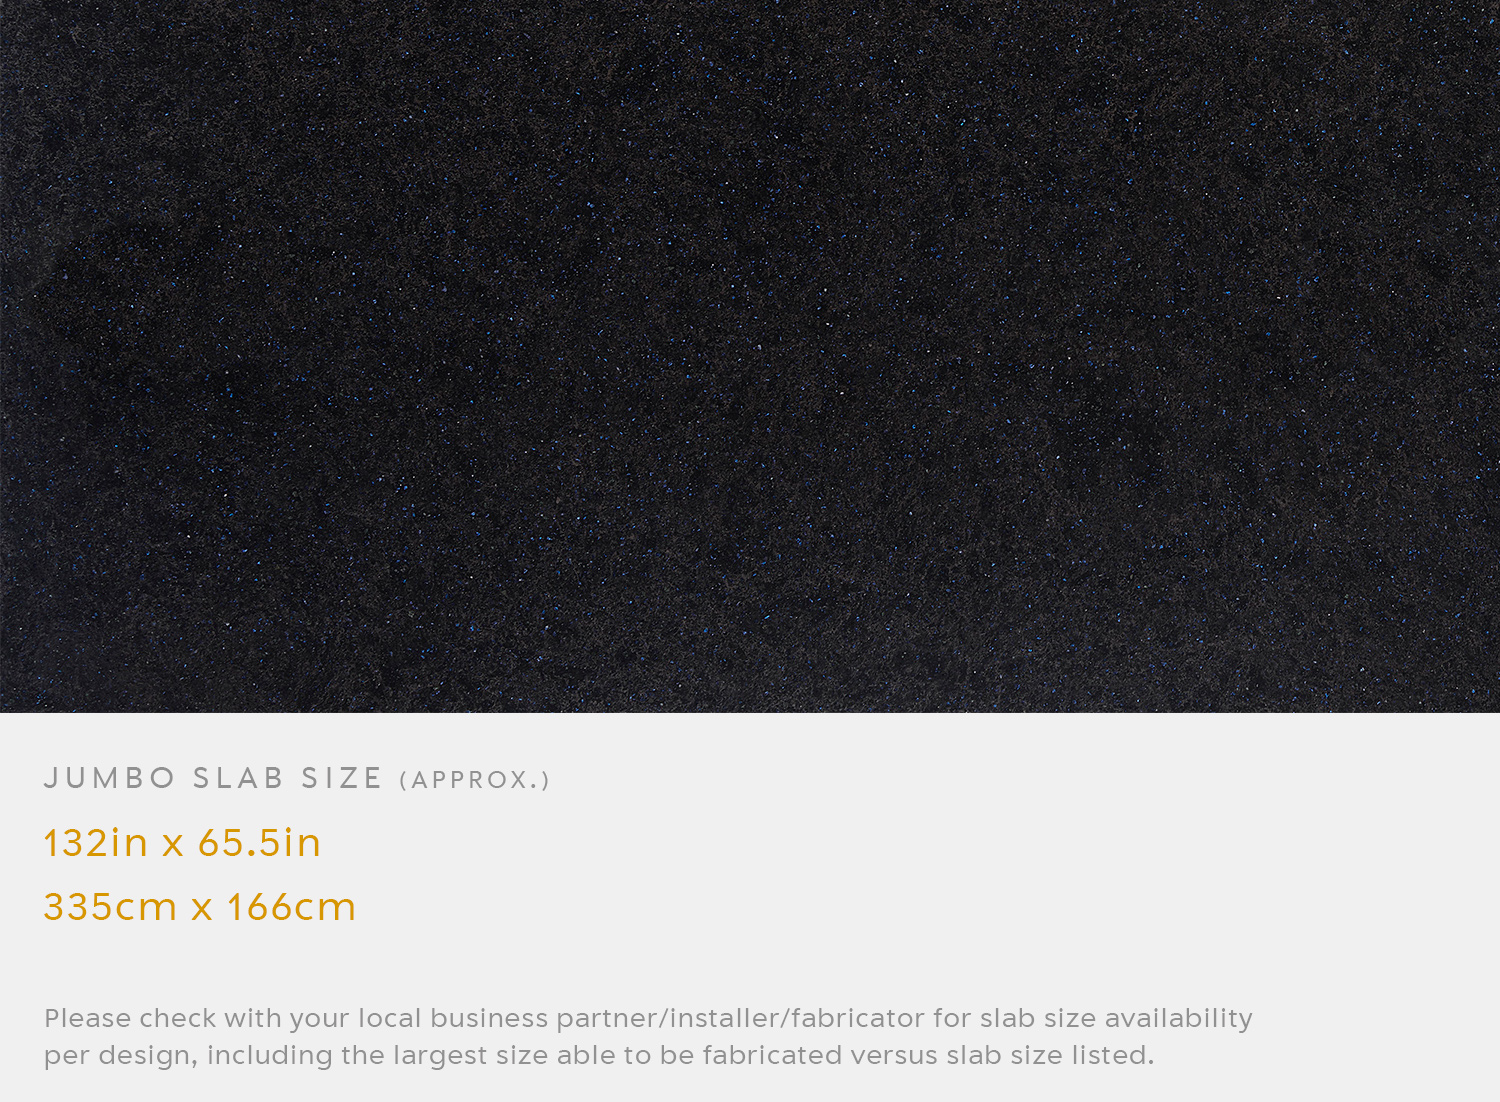 JUMBO SLAB SIZE (APPROX.)
132in x 65.5in
335cm x 166cm
Please check with your local business partner/installer/fabricator for slab size availability
per design, including the largest size able to be fabricated versus slab size listed.